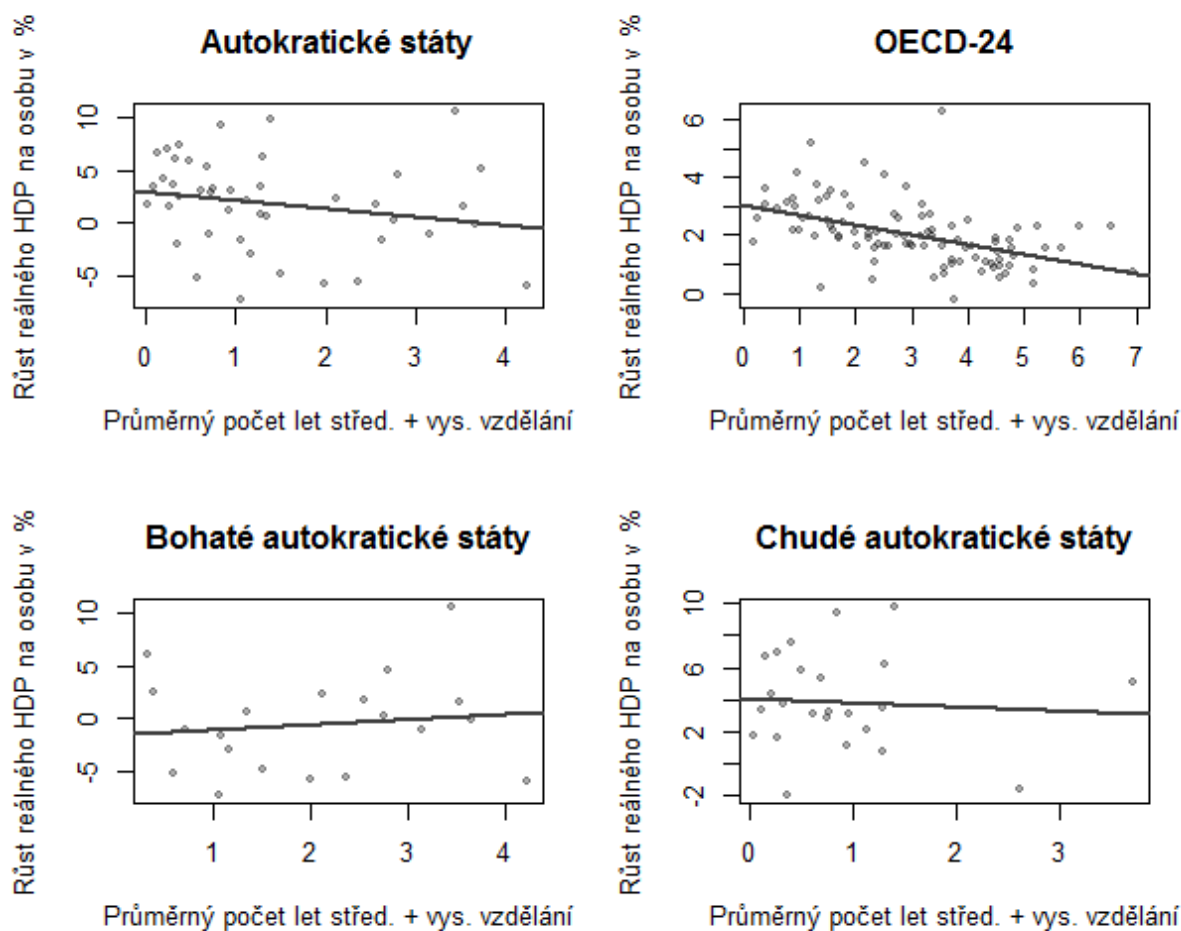 Autokratické státy
Růst reálného HDP na osobu v %
10
5
0
-5
0 1 2 3 4
Průměrný počet let střed. + vys. vzdělání
OECD-24
Růst reálného HDP na osobu v %
6
4
2
0
0 1 2 3 4 5 6 7
Průměrný počet let střed. + vys. vzdělání
Bohaté autokratické státy
Růst reálného HDP na osobu v %
10
5
0
-5
1 2 3 4
Průměrný počet let střed. + vys. vzdělání
Chudé autokratické státy
Růst reálného HDP na osobu v %
10
6
2
-2
0 1 2 3
Průměrný počet let střed. + vys. vzdělání